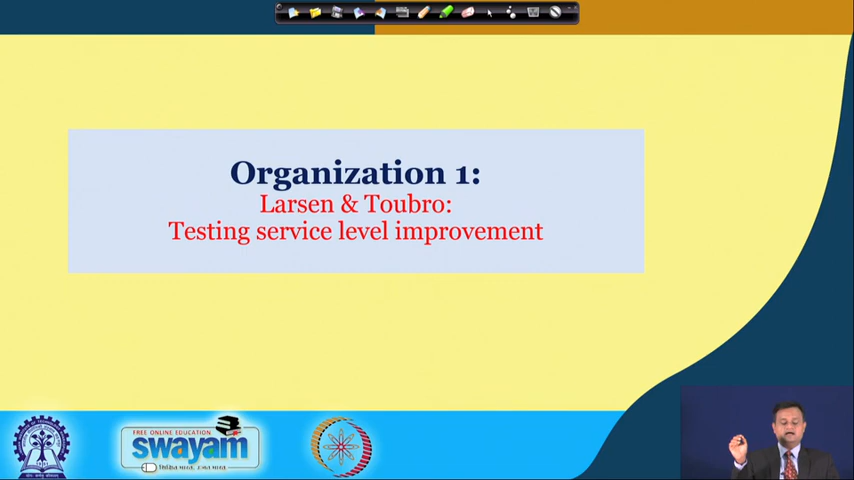 Organization 1:
Larsen & Toubro:
Testing service level improvement
FREE ONLINE EDUCATION
swayam